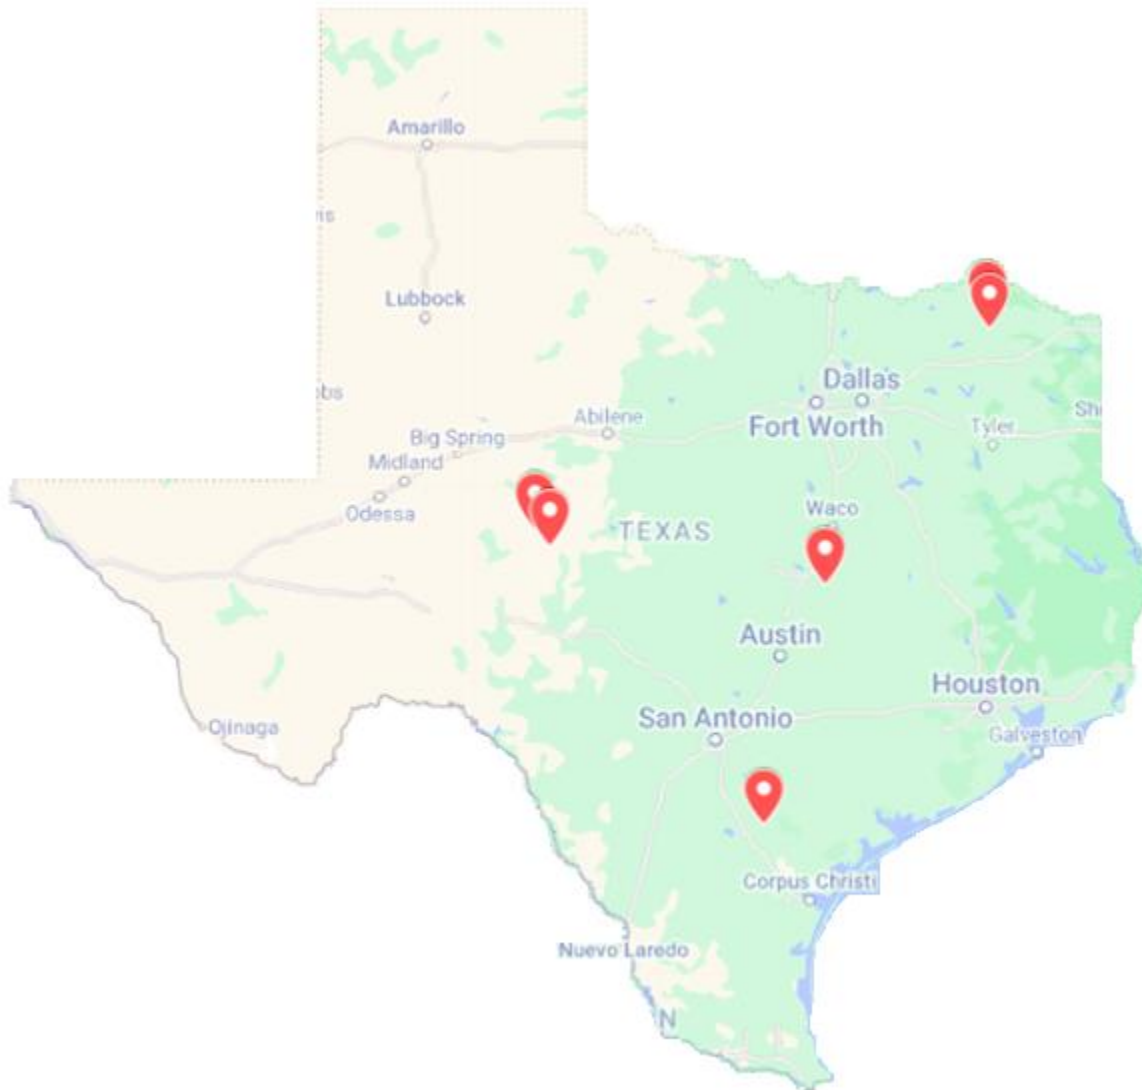 Amarillo
Lubbock
Dallas
Abilene
Fort Worth
Big Spring
Tyler
Midland
Odessa
Waco
TEXAS
Austin
Houston
San Antonio
Ojinaga
Galveston
Corpus Christi
Nuevo Laredo
N